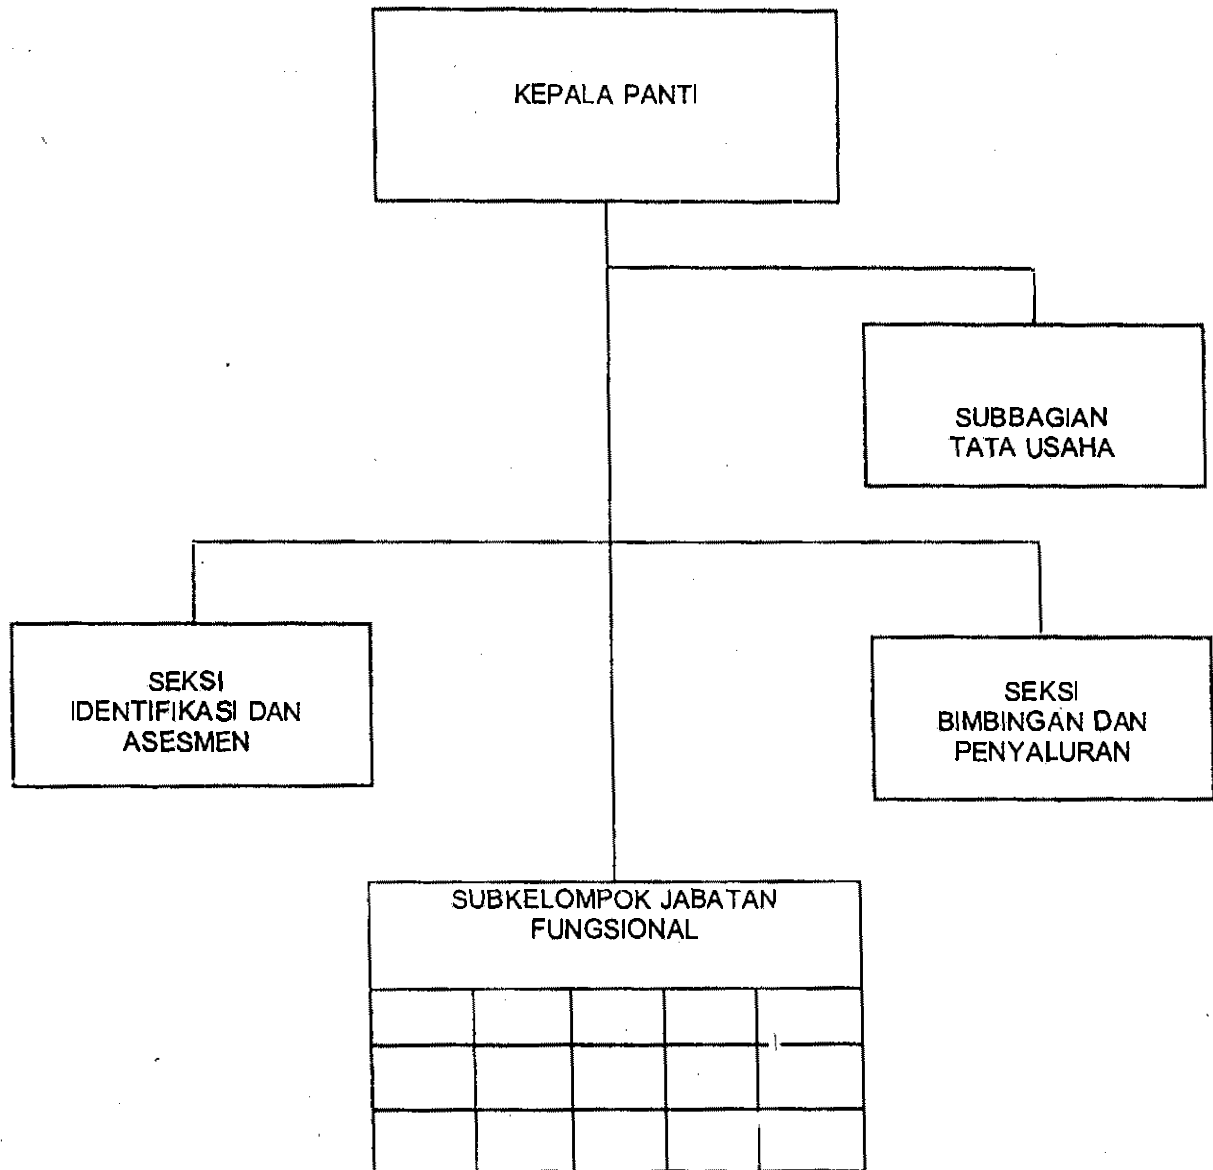 KEPALA PANTI
SUBBAGIAN
TATA USAHA
SEKSI
IDENTIFIKASI DAN
ASESMEN
SEKSI
BIMBINGAN DAN
PENYALURAN
SUBKELOMPOK JABATAN
FUNGSIONAL